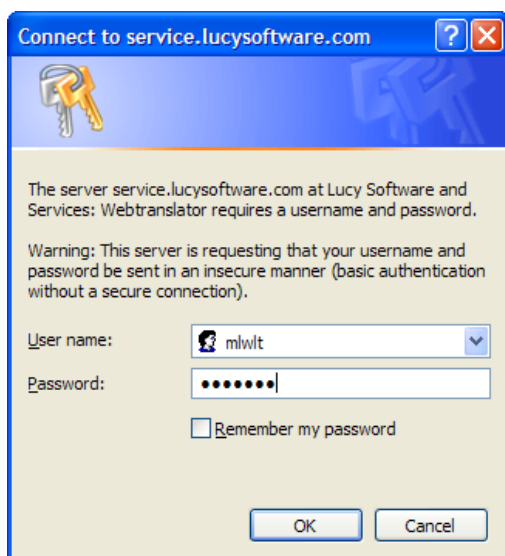 Connect to service.lucysoftware.com
The server service.lucysoftware.com at Lucy Software and
Services: Webtranslator requires a username and password.
Warning: This server is requesting that your username and
password be sent in an insecure manner (basic authentication
without a secure connection).
User name: mlwlt
Password: •••••••
Remember my password
OK Cancel